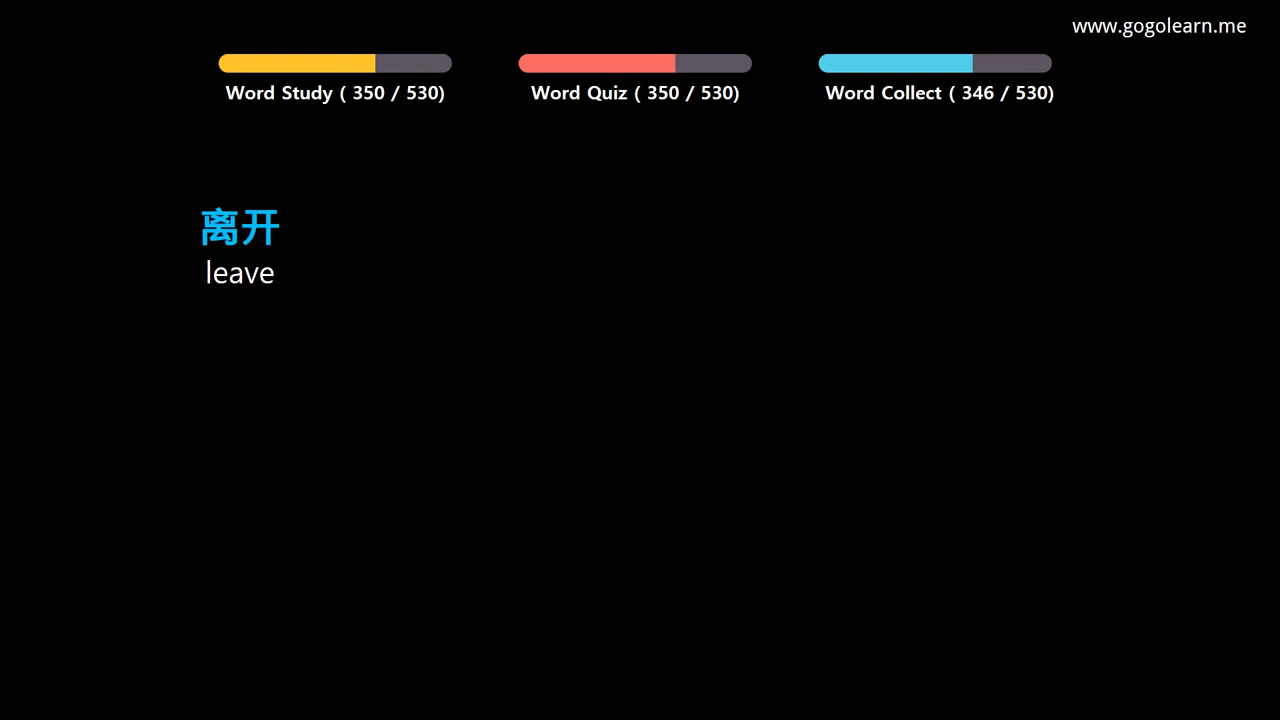 www.gogolearn.me
Word Study ( 350 / 530)
Word Quiz ( 350 / 530)
Word Collect ( 346 / 530)
离开
leave